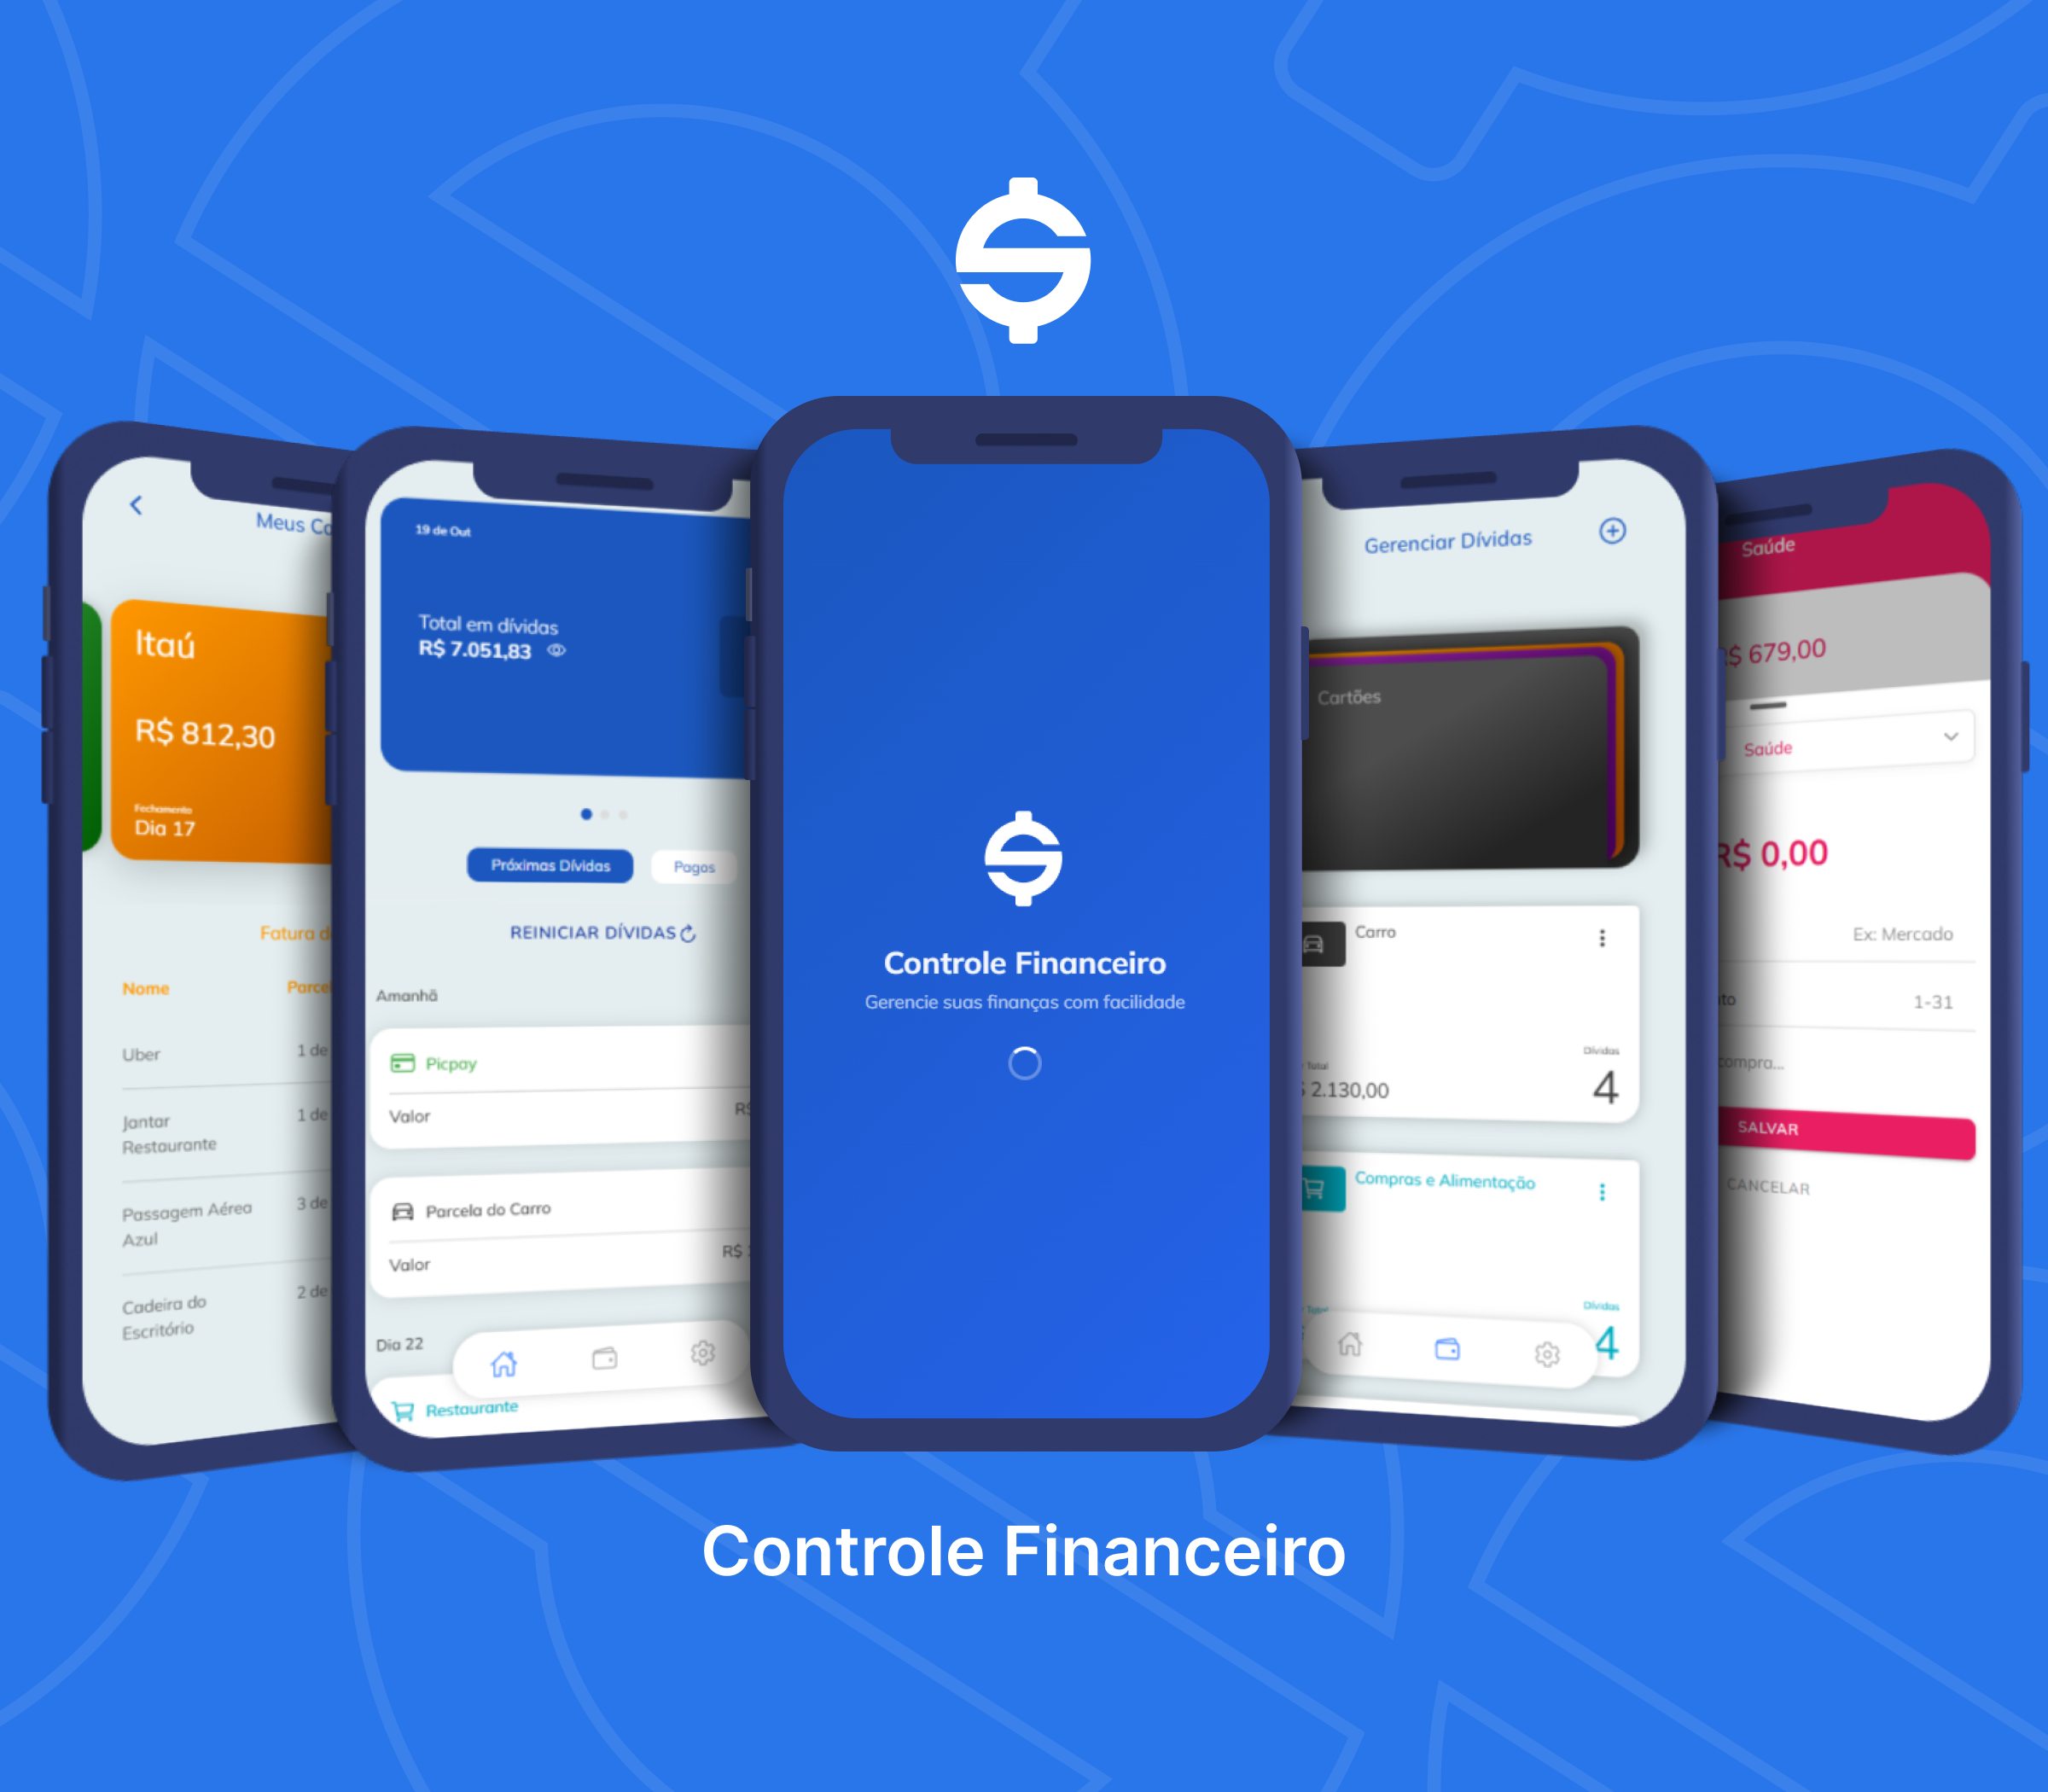 Meus
Itaú
R$ 812,30
Fechamento
Dia 17
Fatura
Nome
Uber
1 de
Jantar
Restaurante
1 de
Passagem Aérea
Azul
3 de
Cadeira do
Escritório
2 de
19 de Out
Total em dívidas
R$ 7.051,83
Próximas Dívidas
Pagos
REINICIAR DÍVIDAS
Amanhã
Picpay
Valor
Parcela do Carro
Valor
R$
Dia 22
Restaurante
Controle Financeiro
Gerencie suas finanças com facilidade
Gerenciar Dívidas
Cartões
Carro
Total
2.130,00
Dívidas
4
Compras e Alimentação
Dívidas
4
Saúde
R$ 679,00
Saúde
R$ 0,00
Ex: Mercado
1-31
compra...
SALVAR
CANCELAR
Controle Financeiro